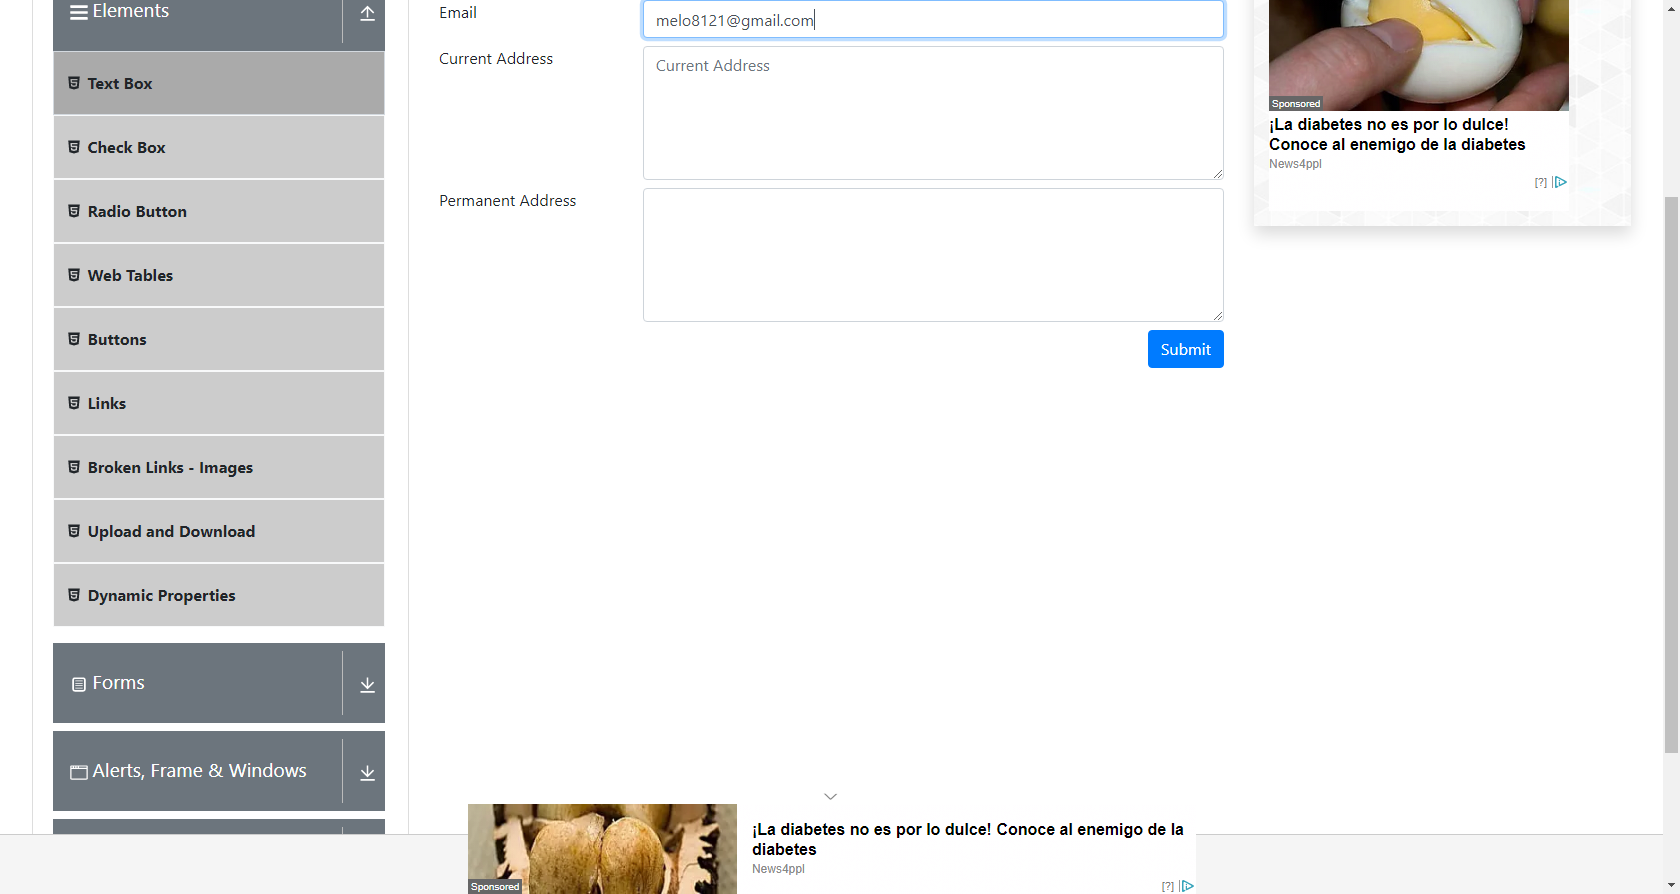 Elements
Text Box
Check Box
Radio Button
Web Tables
Buttons
Links
Broken Links - Images
Upload and Download
Dynamic Properties
Forms
Alerts, Frame & Windows
Email
melo8121@gmail.com
Current Address
Current Address
Permanent Address
Submit
Sponsored
¡La diabetes no es por lo dulce!
Conoce al enemigo de la diabetes
News4ppl
[?]
Sponsored
¡La diabetes no es por lo dulce! Conoce al enemigo de la
diabetes
News4ppl
[?]